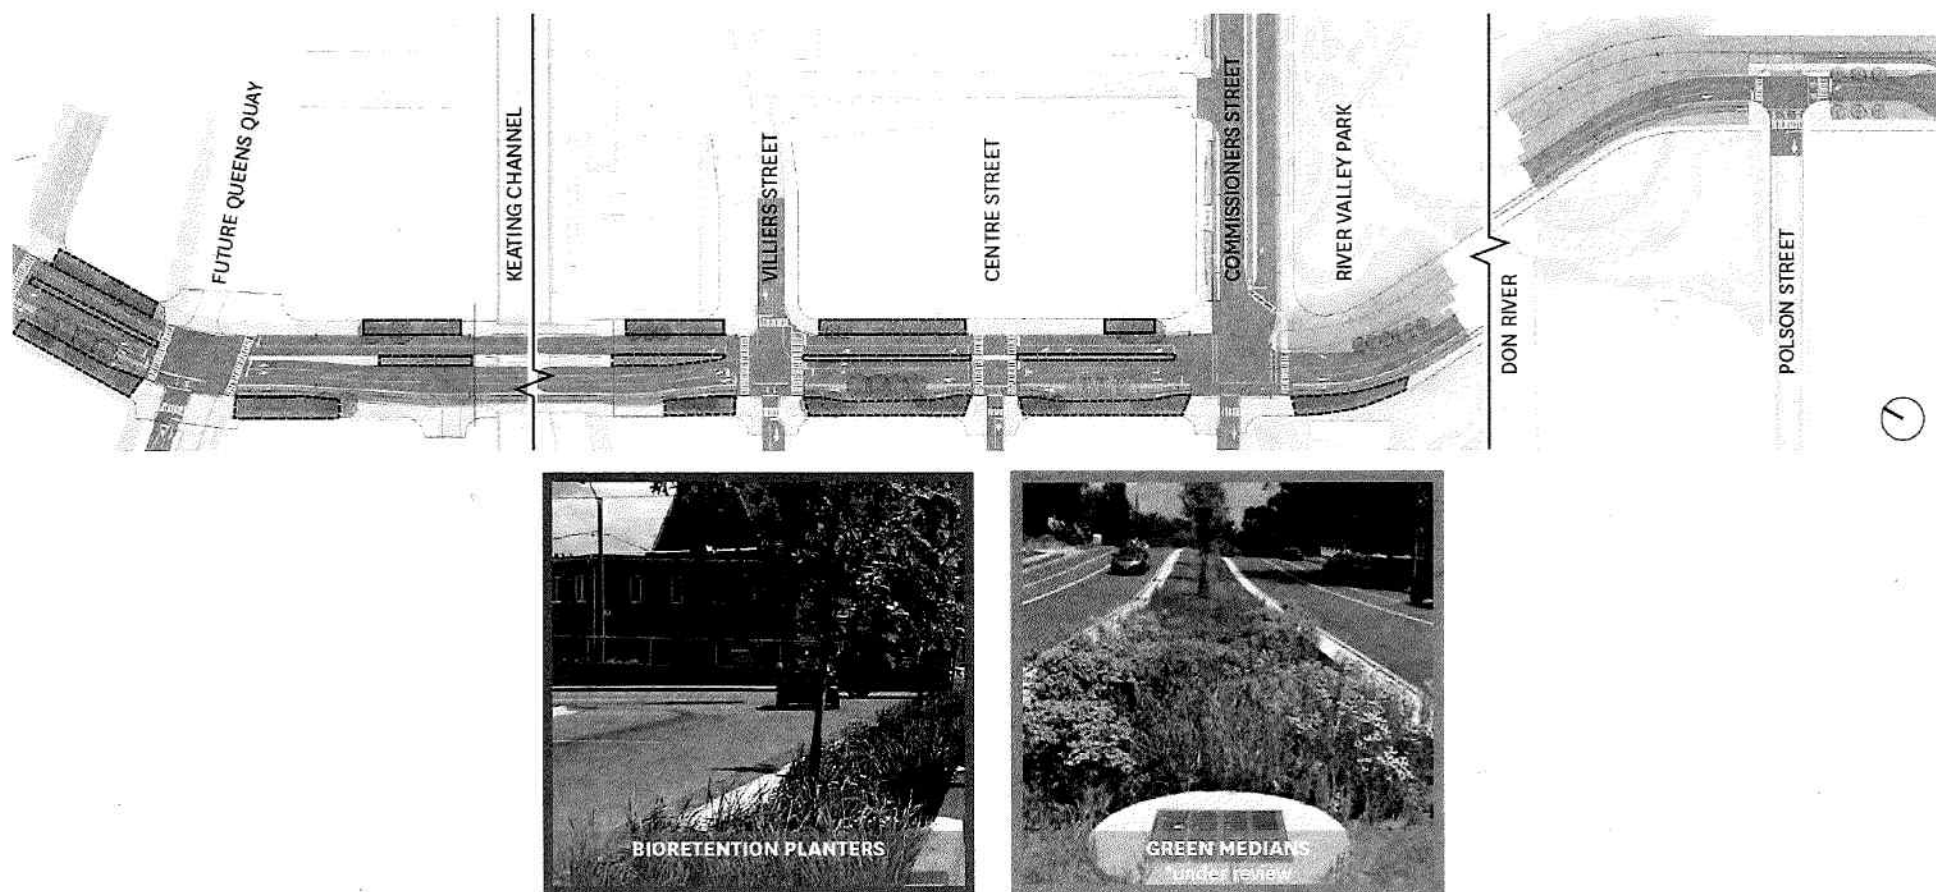 FUTURE QUEENS QUAY
KEATING CHANNEL
VILLIERS STREET
CENTRE STREET
COMMISSIONERS STREET
RIVER VALLEY PARK
DON RIVER
POLSON STREET
BIORETENTION PLANTERS
GREEN MEDIANS
*under review